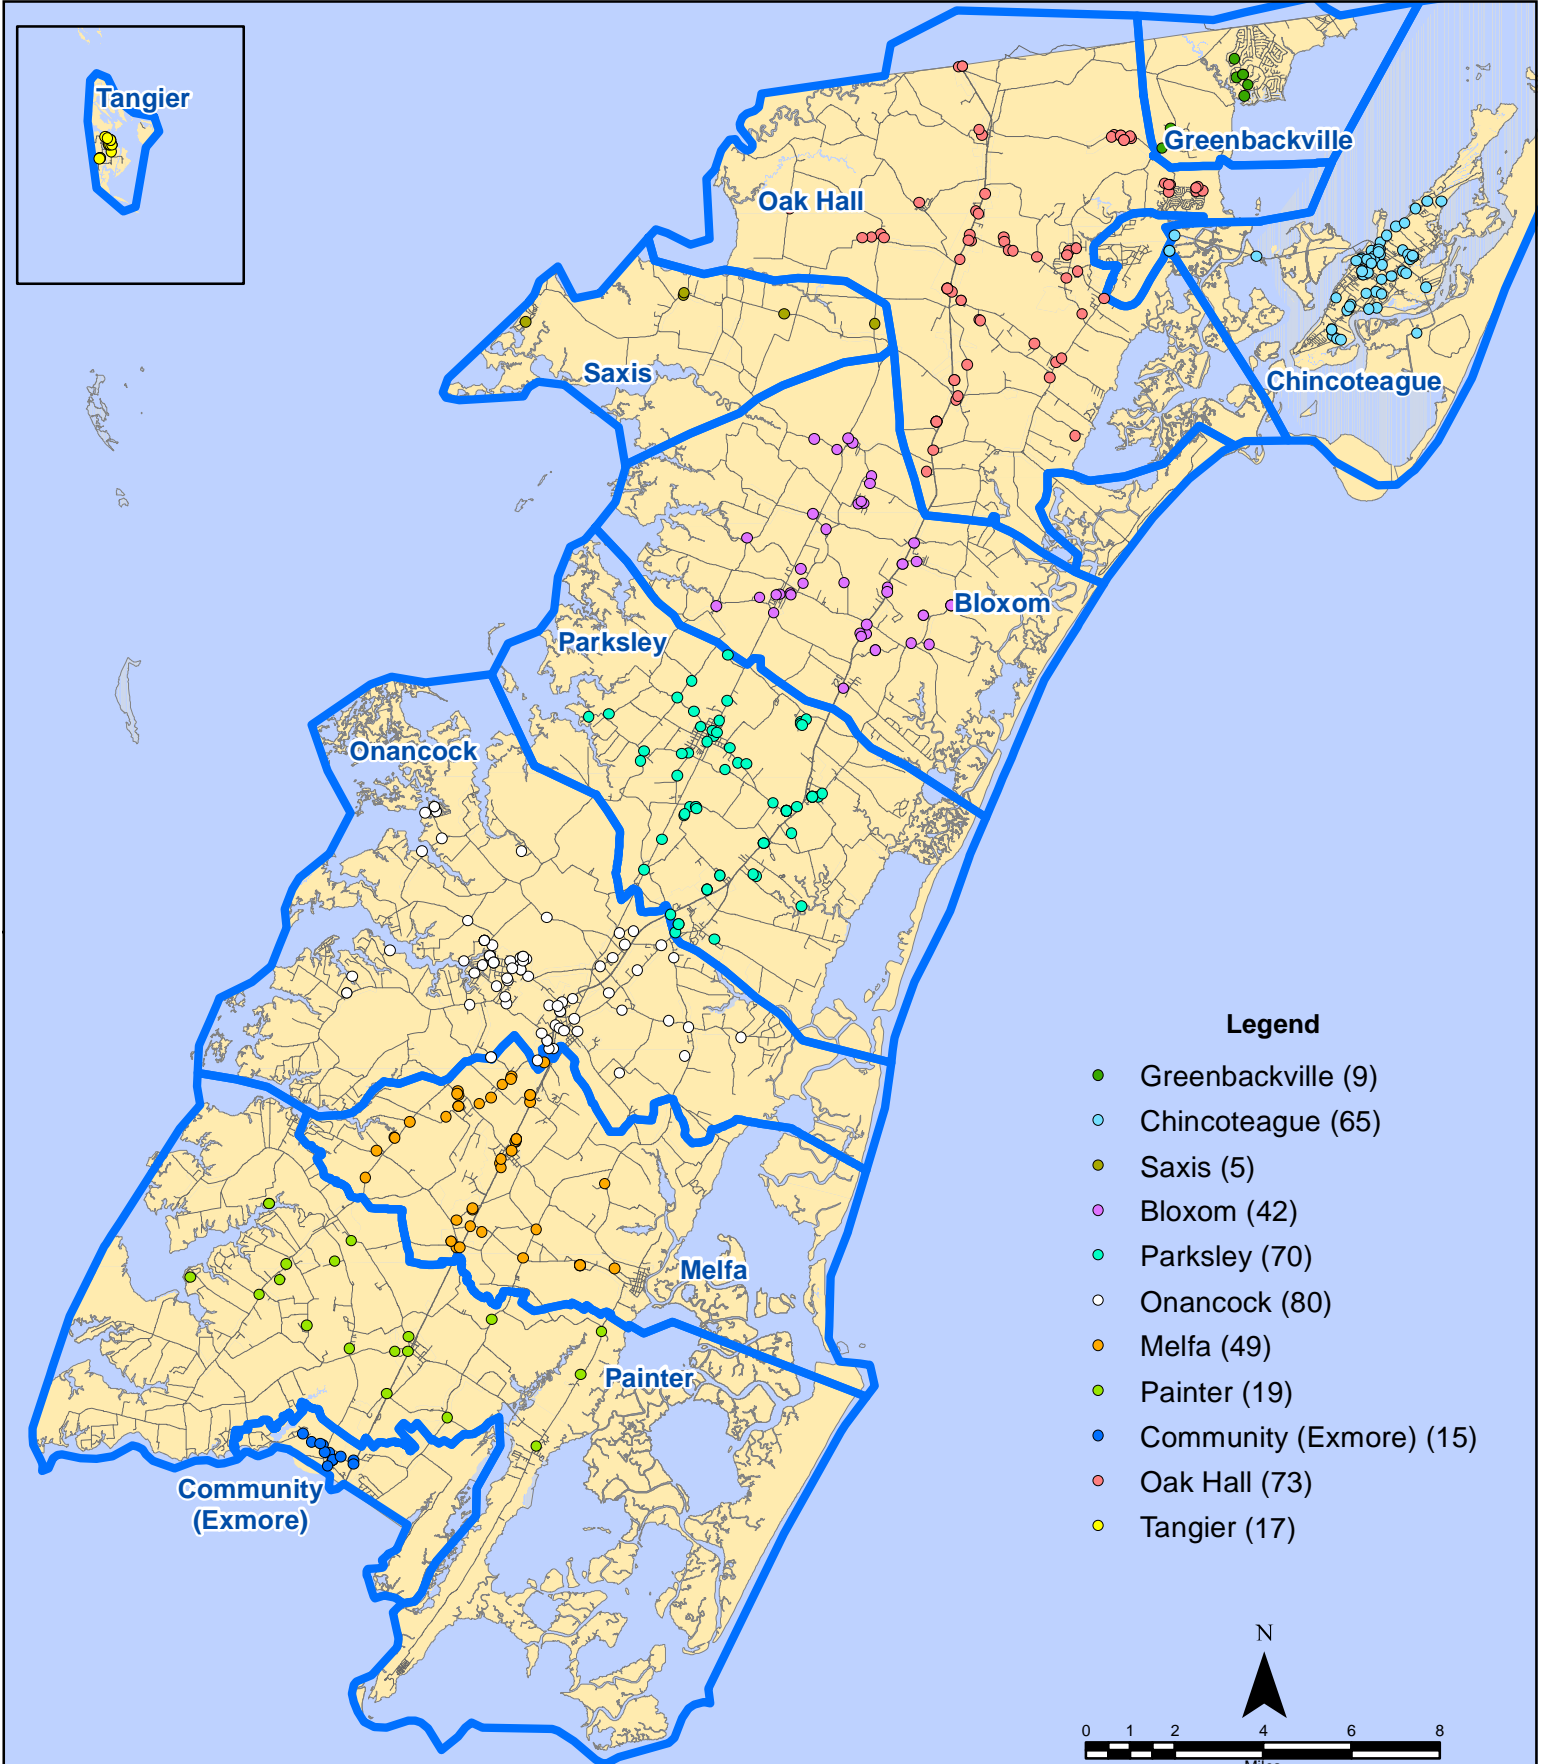 Tangier
Greenbackville
Oak Hall
Saxis
Chincoteague
Bloxom
Parksley
Onancock
Melfa
Painter
Community
(Exmore)
Legend
Greenbackville (9)
Chincoteague (65)
Saxis (5)
Bloxom (42)
Parksley (70)
Onancock (80)
Melfa (49)
Painter (19)
Community (Exmore) (15)
Oak Hall (73)
Tangier (17)
N
0 1 2 4 6 8
Miles